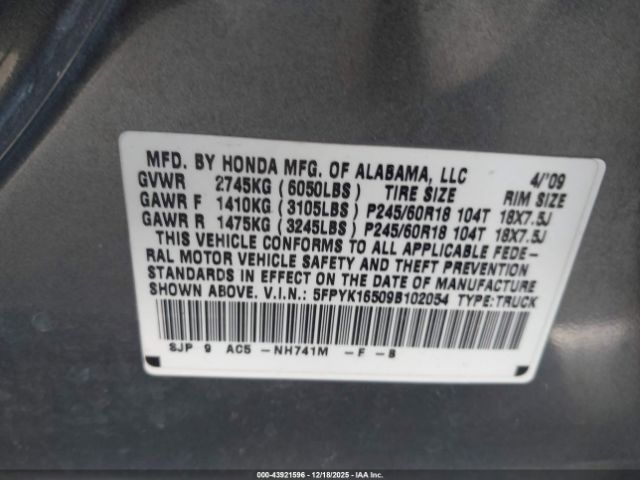 MFD. BY HONDA MFG. OF ALABAMA, LLC 4/'09
GVWR 2745KG (6050LBS) TIRE SIZE RIM SIZE
GAWR F 1410KG (3105LBS) P245/60R18 104T 18X7.5J
GAWR R 1475KG (3245LBS) P245/60R18 104T 18X7.5J
THIS VEHICLE CONFORMS TO ALL APPLICABLE FEDE-
RAL MOTOR VEHICLE SAFETY AND THEFT PREVENTION
STANDARDS IN EFFECT ON THE DATE OF MANUFACTURE
SHOWN ABOVE. V.I.N.: 5FPYK16509B102054 TYPE:TRUCK
SJP 9 AC5 -NH741M -F -B
000-43921596 | 12/18/2025 | Copyright © IAA Inc.